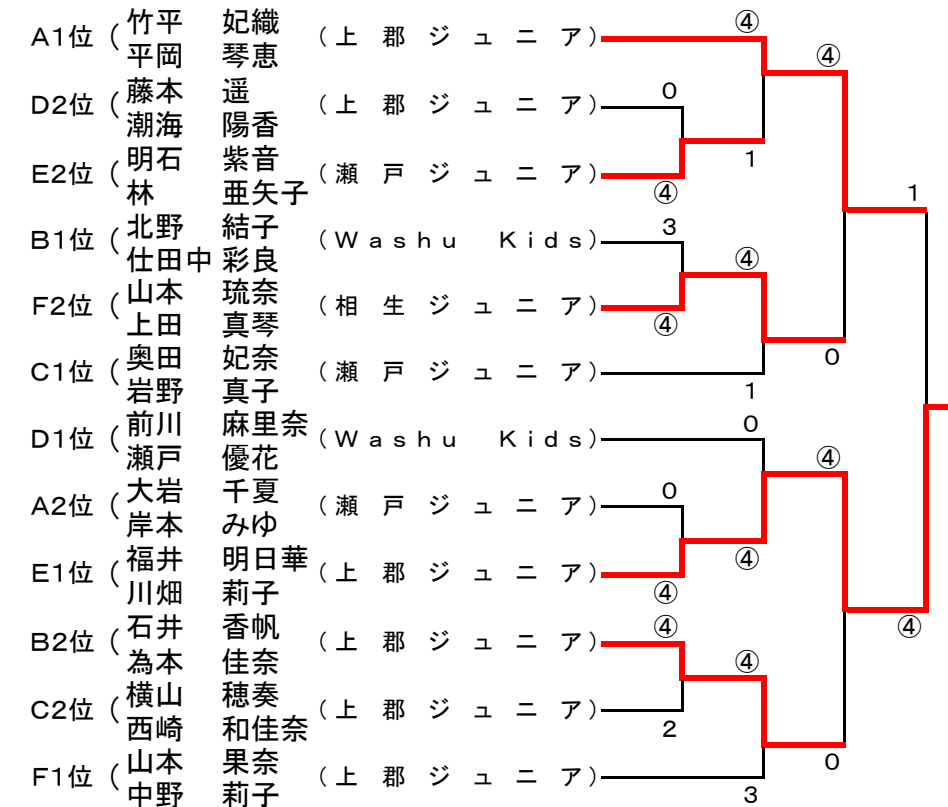 ④
A1位 ( 竹平 妃織 (上郡ジュニア)
平岡 琴恵
④
D2位 ( 藤本 遥 (上郡ジュニア) 0
潮海 陽香
1
E2位 ( 明石 紫音 (瀬戸ジュニア)
林 亜矢子 ④
1
B1位 ( 北野 結子 (Washu Kids) 3
仕田中 彩良
④
F2位 ( 山本 琉奈 (相生ジュニア)
上田 真琴 ④
0
C1位 ( 奥田 妃奈 (瀬戸ジュニア)
岩野 真子 1
D1位 ( 前川 麻里奈 (Washu Kids) 0
瀬戸 優花
④
A2位 ( 大岩 千夏 (瀬戸ジュニア) 0
岸本 みゆ
④
E1位 ( 福井 明日華 (上郡ジュニア)
川畑 莉子 ④
B2位 ( 石井 香帆 (上郡ジュニア) ④
為本 佳奈
④
④
C2位 ( 横山 穂奏 (上郡ジュニア)
西崎 和佳奈 2
0
F1位 ( 山本 果奈 (上郡ジュニア)
中野 莉子 3